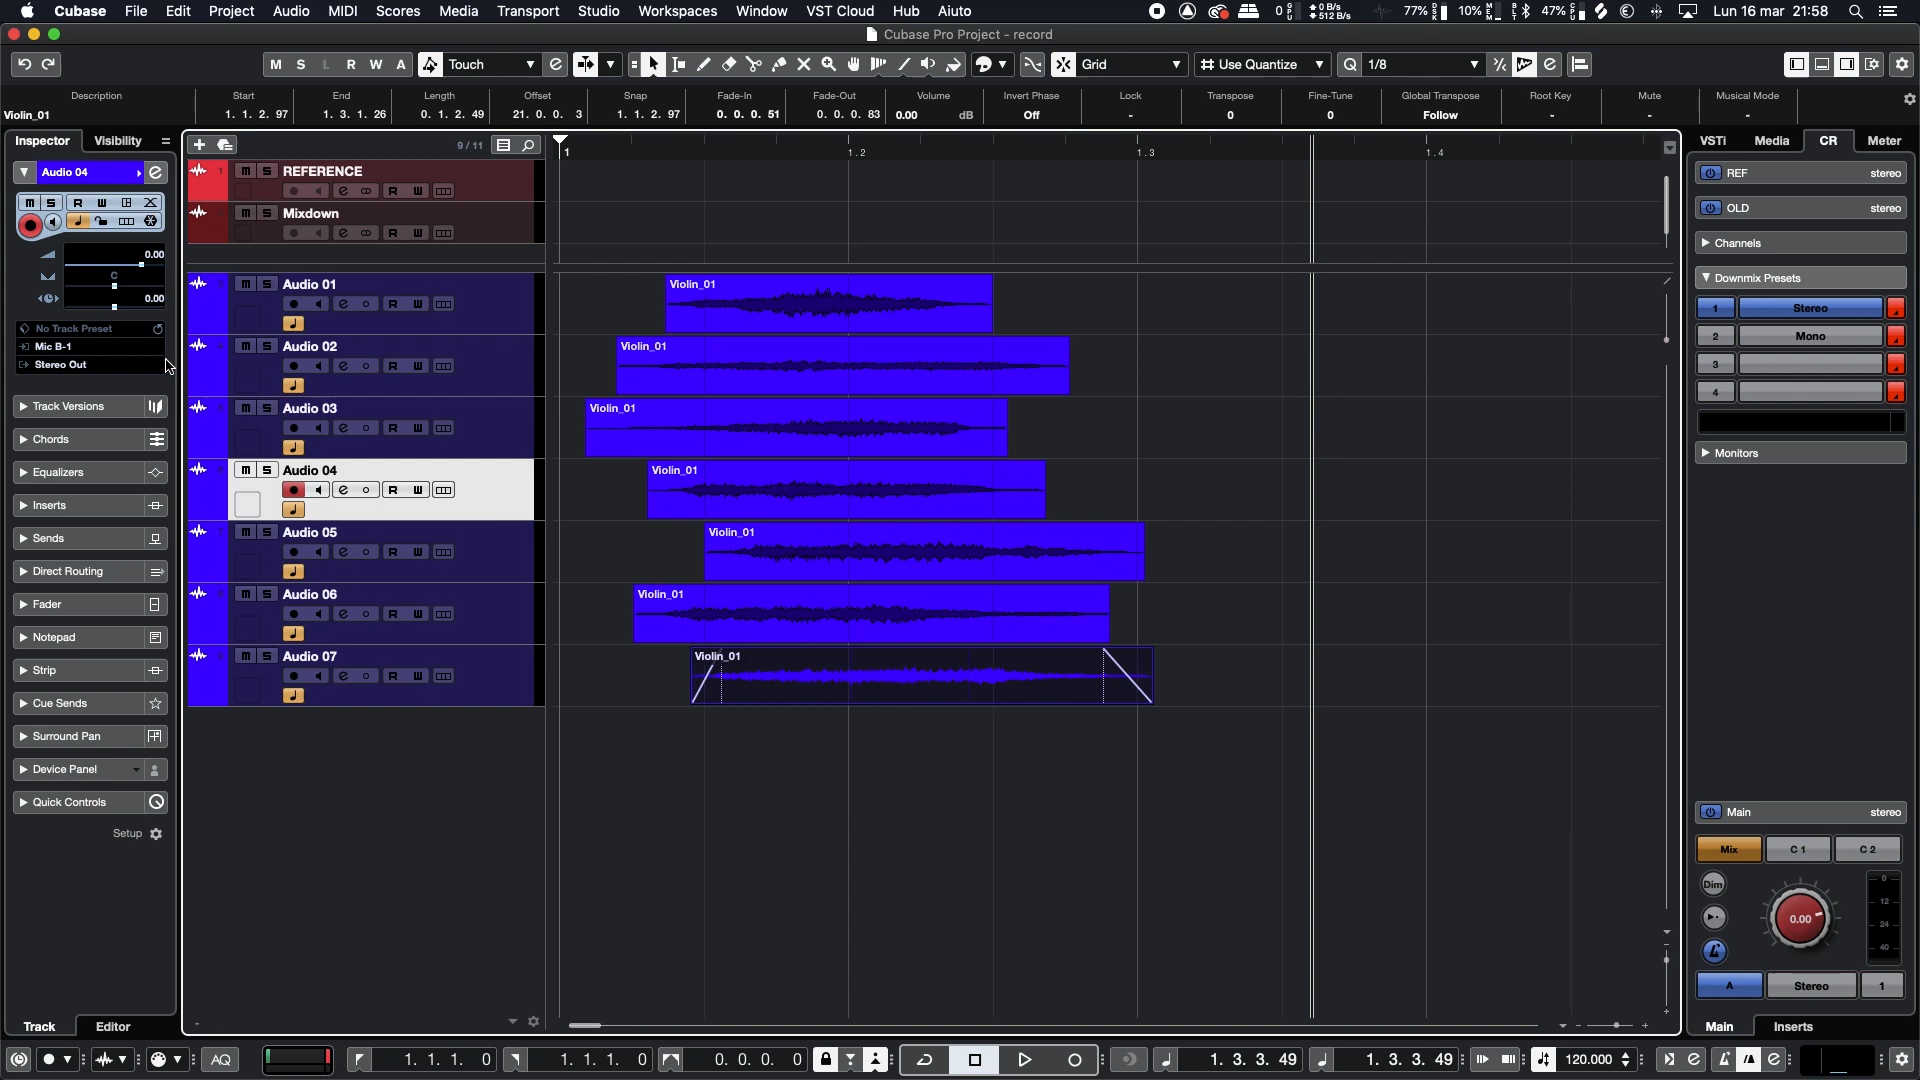 Cubase File Edit Project Audio MIDI Scores Media Transport Studio Workspaces Window VST Cloud Hub Aiuto
0 0 B/s 512 B/s 77% 10% 47% Lun 16 mar 21:58
Cubase Pro Project - record
M S L R W A Touch Grid Use Quantize Q 1/8
Description Start End Length Offset Snap Fade-In Fade-Out Volume Invert Phase Lock Transpose Fine-Tune Global Transpose Root Key Mute Musical Mode
Violin_01 1. 1. 2. 97 1. 3. 1. 26 0. 1. 2. 49 21. 0. 0. 3 1. 1. 2. 97 0. 0. 0. 51 0. 0. 0. 83 0.00 dB Off - 0 0 Follow - - -
Inspector Visibility
Audio 04
M S R W
0.00
C
0.00
No Track Preset
Mic B-1
Stereo Out
Track Versions
Chords
Equalizers
Inserts
Sends
Direct Routing
Fader
Notepad
Strip
Cue Sends
Surround Pan
Device Panel
Quick Controls
Setup
Track Editor
9/11
1 1.2 1.3 1.4
1 m S REFERENCE
e R W
m S Mixdown
e R W
m S Audio 01
e R W
Violin_01
m S Audio 02
e R W
Violin_01
m S Audio 03
e R W
Violin_01
m S Audio 04
e R W
Violin_01
m S Audio 05
e R W
Violin_01
m S Audio 06
e R W
Violin_01
m S Audio 07
e R W
Violin_01
VSTi Media CR Meter
REF stereo
OLD stereo
Channels
Downmix Presets
1 Stereo
2 Mono
3
4
Monitors
Main stereo
Mix C 1 C 2
Dim
0.00
0
12
24
40
A Stereo 1
Main Inserts
AQ 1. 1. 1. 0 1. 1. 1. 0 0. 0. 0. 0 1. 3. 3. 49 1. 3. 3. 49 120.000